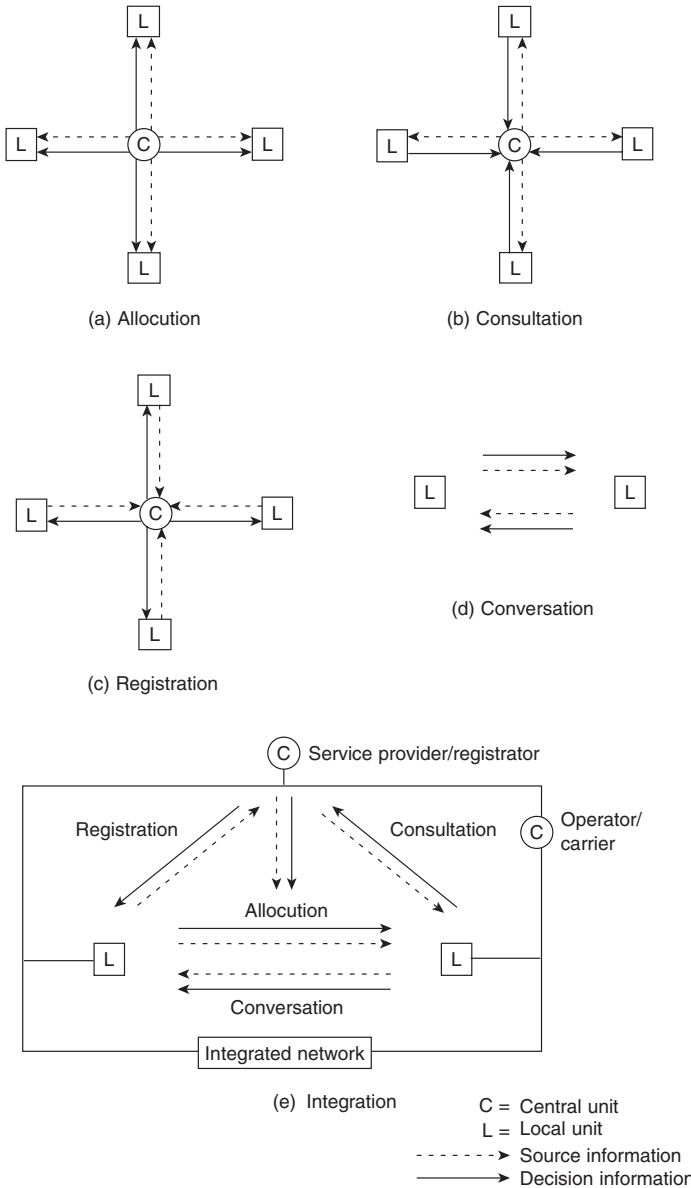 L
L
C
L
L
(a) Allocution
L
L
C
L
L
(b) Consultation
L
L
C
L
L
(c) Registration
L
L
(d) Conversation
C
Service provider/registrator
Registration
Consultation
C
Operator/
carrier
Allocution
L
L
Conversation
Integrated network
(e) Integration
C = Central unit
L = Local unit
Source information
Decision information